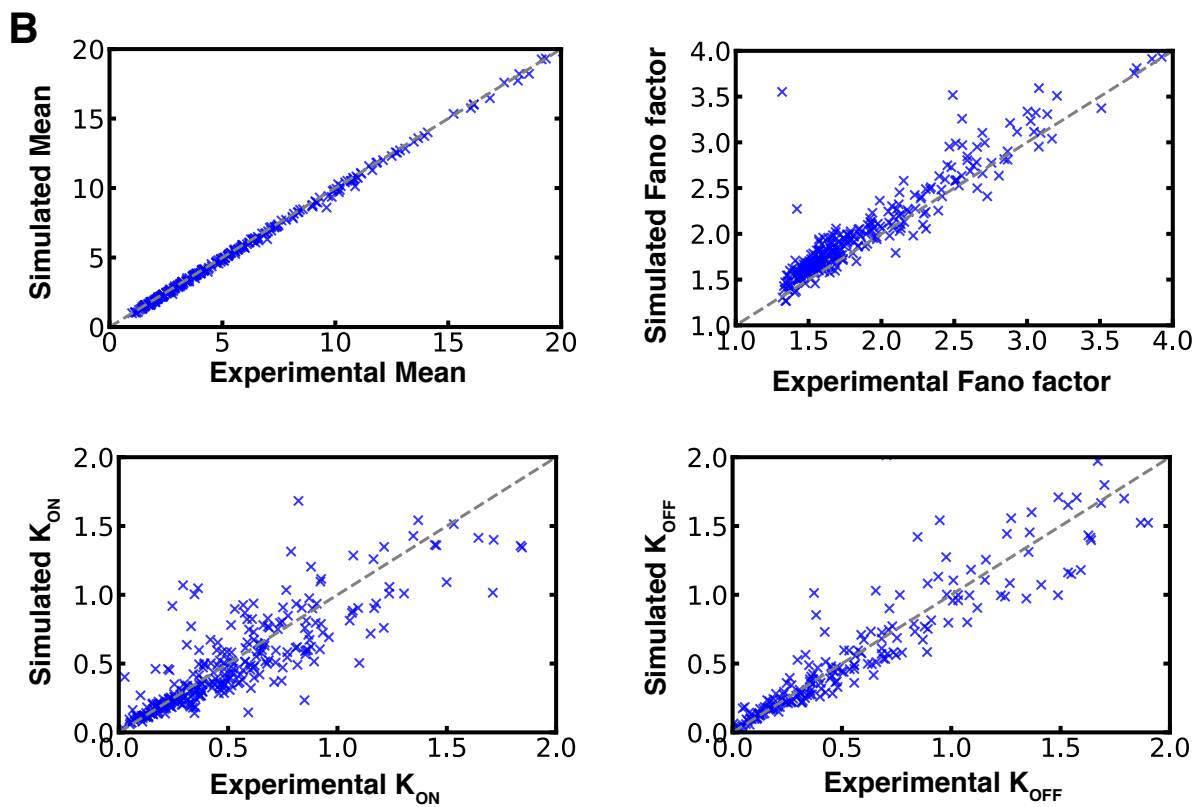 B
20
15
10
5
0
Simulated Mean
0 5 10 15 20
Experimental Mean
4.0
3.5
3.0
2.5
2.0
1.5
1.0
Simulated Fano factor
1.0 1.5 2.0 2.5 3.0 3.5 4.0
Experimental Fano factor
2.0
1.5
1.0
0.5
0.0
Simulated K_ON
0.0 0.5 1.0 1.5 2.0
Experimental K_ON
2.0
1.5
1.0
0.5
0.0
Simulated K_OFF
0.0 0.5 1.0 1.5 2.0
Experimental K_OFF